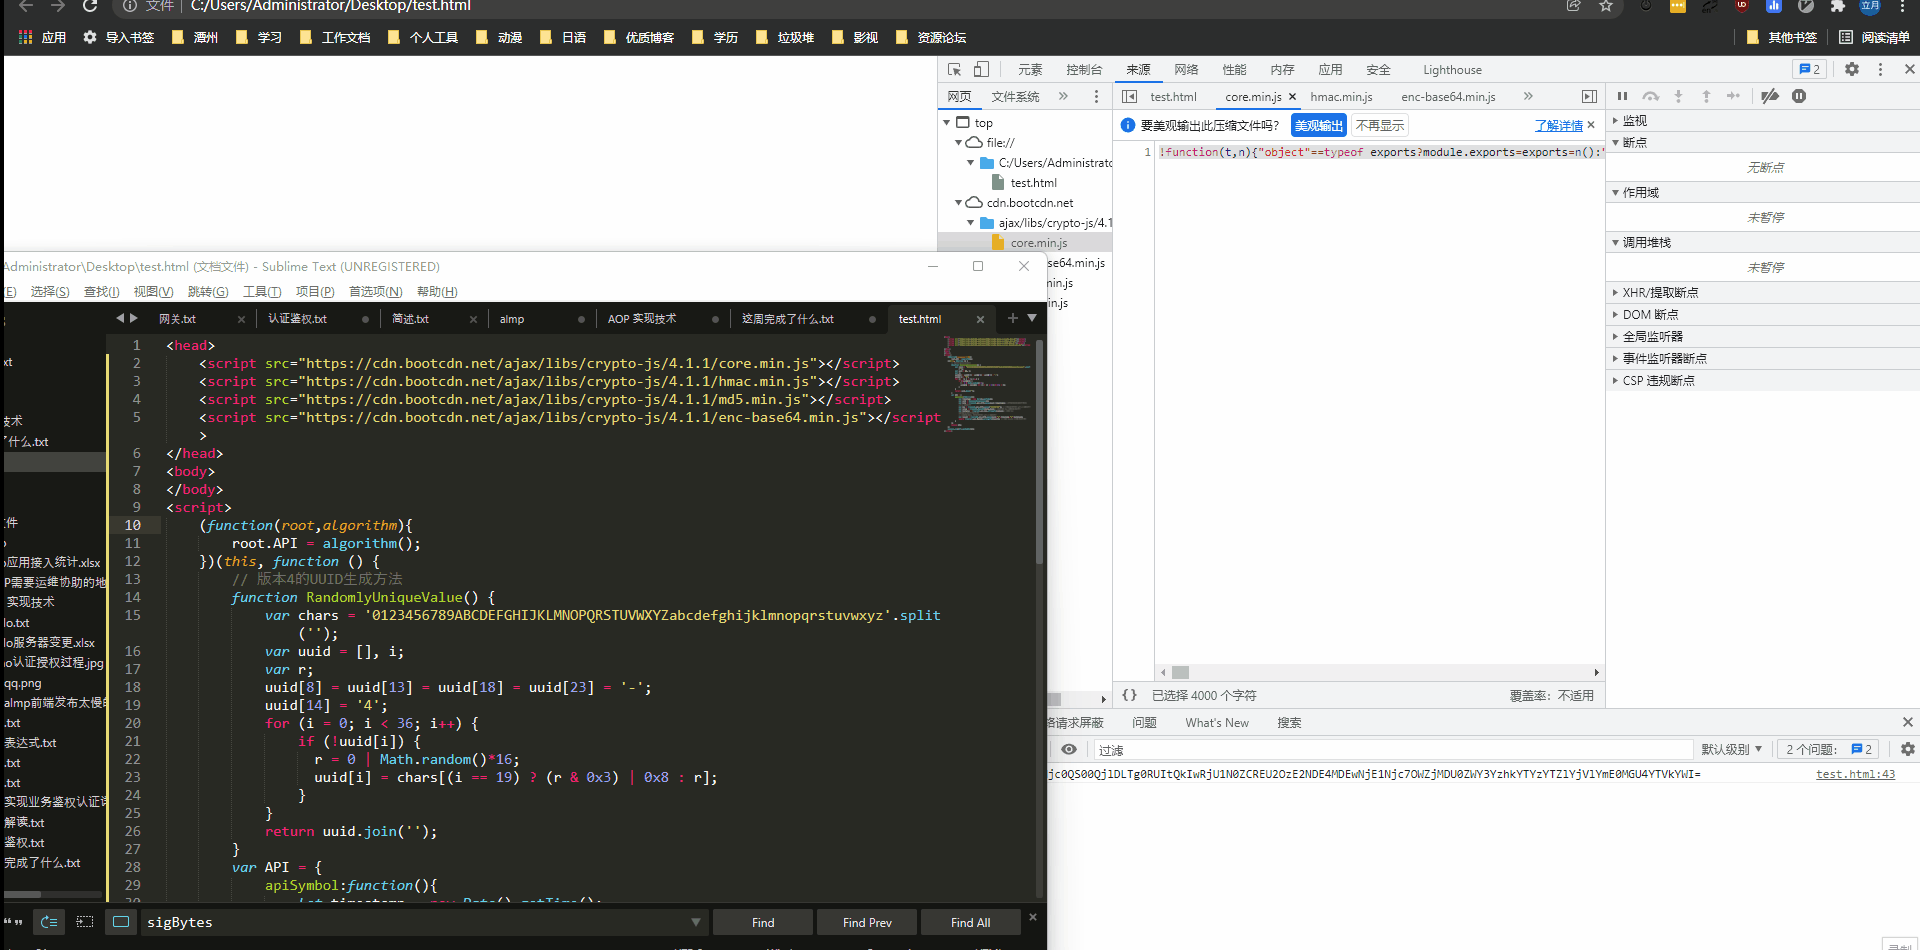 文件 C:/Users/Administrator/Desktop/test.html
应用 导入书签 潭州 学习 工作文档 个人工具 动漫 日语 优质博客 学历 垃圾堆 影视 资源论坛 其他书签 阅读清单
元素 控制台 来源 网络 性能 内存 应用 安全 Lighthouse 2
网页 文件系统 » test.html core.min.js × hmac.min.js enc-base64.min.js »
top
file://
C:/Users/Administrato
test.html
cdn.bootcdn.net
ajax/libs/crypto-js/4.1
core.min.js
se64.min.js
in.js
n.js
要美观输出此压缩文件吗? 美观输出 不再显示 了解详情 ×
1 !function(t,n){"object"==typeof exports?module.exports=exports=n():"
{} 已选择 4000 个字符 覆盖率: 不适用
监视
断点
无断点
作用域
未暂停
调用堆栈
未暂停
XHR/提取断点
DOM 断点
全局监听器
事件监听器断点
CSP 违规断点
络请求屏蔽 问题 What's New 搜索
过滤 默认级别 2 个问题: 2
jc0QS00QjlDLTg0RUItQkIwRjU1N0ZCREU2OzE2NDE4MDEwNjE1Njc7OWZjMDU0ZWY3YzhkYTYzYTZlYjVlYmE0MGU4YTVkYWI= test.html:43
Administrator\Desktop\test.html (文档文件) - Sublime Text (UNREGISTERED)
(E) 选择(S) 查找(I) 视图(V) 跳转(G) 工具(T) 项目(P) 首选项(N) 帮助(H)
网关.txt 认证鉴权.txt 简述.txt almp AOP 实现技术 这周完成了什么.txt test.html
xt
技术
了什么.txt
文件
o应用接入统计.xlsx
P需要运维协助的地
实现技术
lo.txt
lo服务器变更.xlsx
o认证授权过程.jpg
qq.png
almp前端发布太慢的
.txt
表达式.txt
.txt
.txt
实现业务鉴权认证详
解读.txt
鉴权.txt
完成了什么.txt
1 <head>
2 <script src="https://cdn.bootcdn.net/ajax/libs/crypto-js/4.1.1/core.min.js"></script>
3 <script src="https://cdn.bootcdn.net/ajax/libs/crypto-js/4.1.1/hmac.min.js"></script>
4 <script src="https://cdn.bootcdn.net/ajax/libs/crypto-js/4.1.1/md5.min.js"></script>
5 <script src="https://cdn.bootcdn.net/ajax/libs/crypto-js/4.1.1/enc-base64.min.js"></script
>
6 </head>
7 <body>
8 </body>
9 <script>
10 (function(root,algorithm){
11 root.API = algorithm();
12 })(this, function () {
13 // 版本4的UUID生成方法
14 function RandomlyUniqueValue() {
15 var chars = '0123456789ABCDEFGHIJKLMNOPQRSTUVWXYZabcdefghijklmnopqrstuvwxyz'.split
('');
16 var uuid = [], i;
17 var r;
18 uuid[8] = uuid[13] = uuid[18] = uuid[23] = '-';
19 uuid[14] = '4';
20 for (i = 0; i < 36; i++) {
21 if (!uuid[i]) {
22 r = 0 | Math.random()*16;
23 uuid[i] = chars[(i == 19) ? (r & 0x3) | 0x8 : r];
24 }
25 }
26 return uuid.join('');
27 }
28 var API = {
29 apiSymbol:function(){
sigBytes Find Find Prev Find All